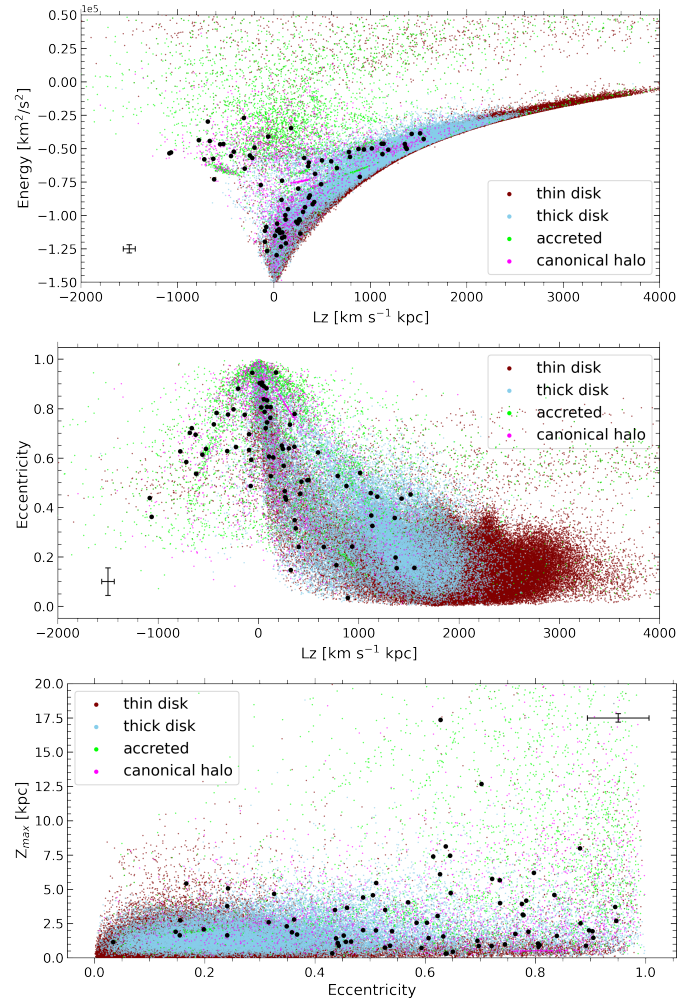 1e5
0.50
0.25
0.00
−0.25
−0.50
−0.75
−1.00
−1.25
−1.50
Energy [km²/s²]
thin disk
thick disk
accreted
canonical halo
−2000 −1000 0 1000 2000 3000 4000
Lz [km s⁻¹ kpc]
1.0
0.8
0.6
0.4
0.2
0.0
Eccentricity
thin disk
thick disk
accreted
canonical halo
−2000 −1000 0 1000 2000 3000 4000
Lz [km s⁻¹ kpc]
20.0
17.5
15.0
12.5
10.0
7.5
5.0
2.5
0.0
Zmax [kpc]
thin disk
thick disk
accreted
canonical halo
0.0 0.2 0.4 0.6 0.8 1.0
Eccentricity